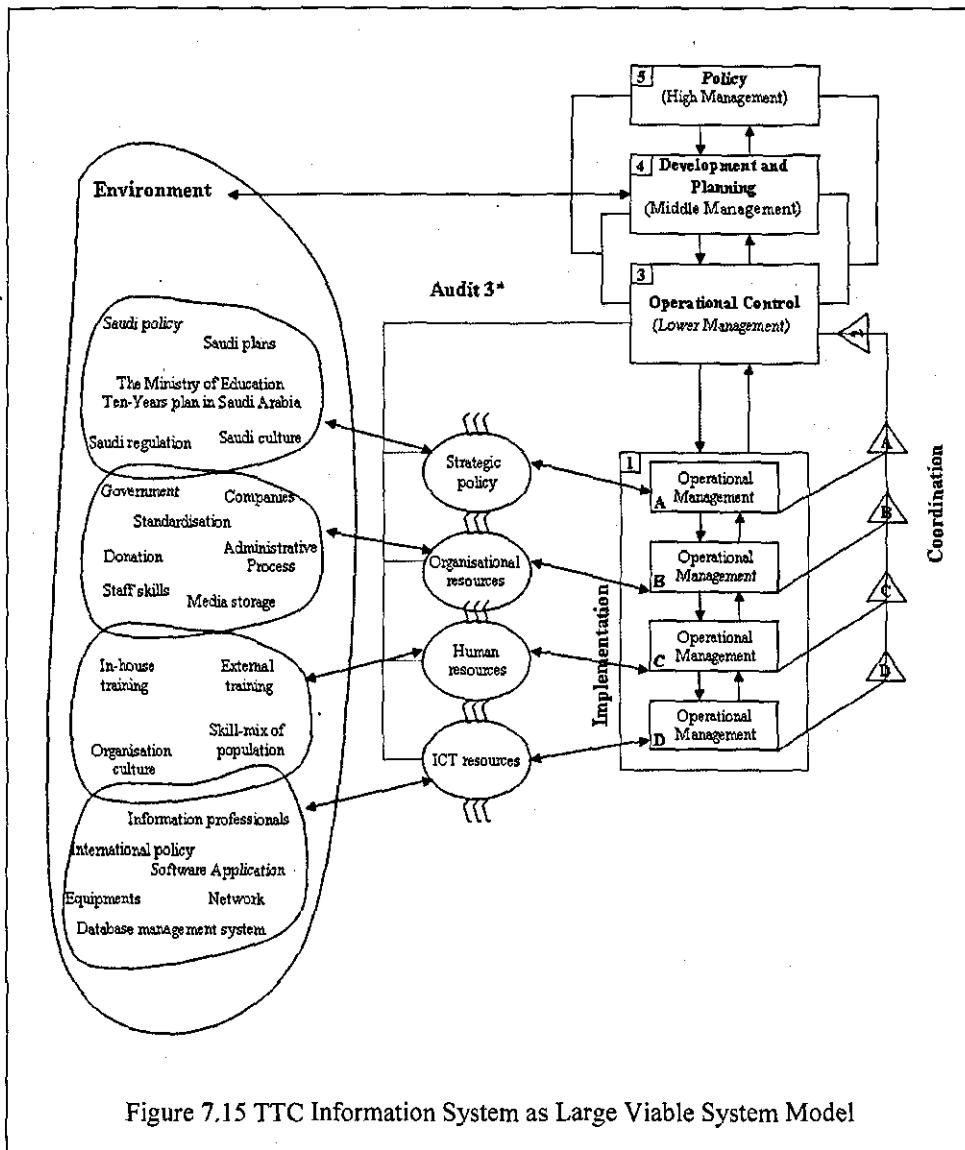 5
Policy
(High Management)
4
Development and
Planning
(Middle Management)
3
Operational Control
(Lower Management)
2
Environment
Audit 3*
Saudi policy
Saudi plans
The Ministry of Education
Ten-Years plan in Saudi Arabia
Saudi regulation
Saudi culture
Government
Companies
Standardisation
Donation
Administrative
Process
Staff skills
Media storage
In-house
training
External
training
Skill-mix of
population
Organisation
culture
Information professionals
International policy
Software Application
Equipments
Network
Database management system
Strategic
policy
Organisational
resources
Human
resources
ICT resources
Implementation
1
Operational
Management
A
Operational
Management
B
Operational
Management
C
Operational
Management
D
A
B
C
D
Coordination
Figure 7.15 TTC Information System as Large Viable System Model